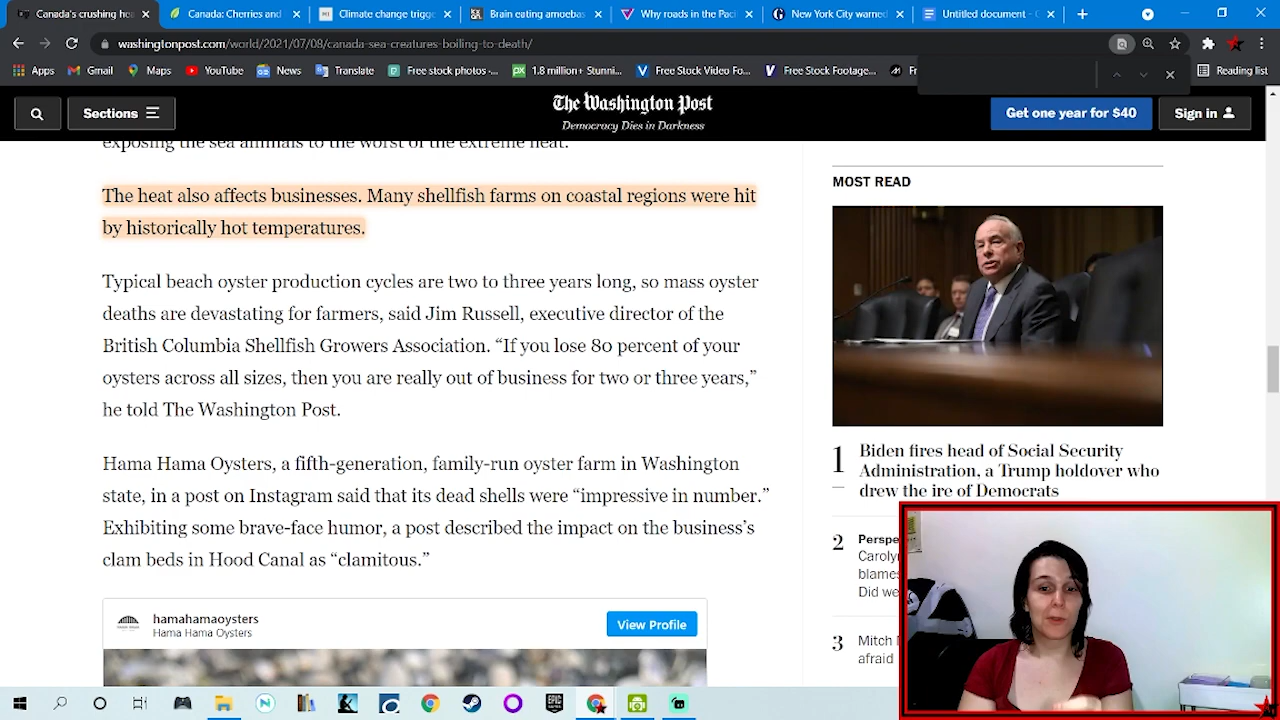 Canada's crushing he
Canada: Cherries and
Climate change trigge
Brain eating amoebas
Why roads in the Paci
New York City warned
Untitled document - G
washingtonpost.com/world/2021/07/08/canada-sea-creatures-boiling-to-death/
Apps
Gmail
Maps
YouTube
News
Translate
Free stock photos -...
1.8 million+ Stunni...
Free Stock Video Fo...
Free Stock Footage...
Fr
Reading list
Sections
The Washington Post
Democracy Dies in Darkness
Get one year for $40
Sign in
exposing the sea animals to the worst of the extreme heat.
The heat also affects businesses. Many shellfish farms on coastal regions were hit
by historically hot temperatures.
Typical beach oyster production cycles are two to three years long, so mass oyster
deaths are devastating for farmers, said Jim Russell, executive director of the
British Columbia Shellfish Growers Association. “If you lose 80 percent of your
oysters across all sizes, then you are really out of business for two or three years,”
he told The Washington Post.
Hama Hama Oysters, a fifth-generation, family-run oyster farm in Washington
state, in a post on Instagram said that its dead shells were “impressive in number.”
Exhibiting some brave-face humor, a post described the impact on the business’s
clam beds in Hood Canal as “clamitous.”
hamahamaoysters
Hama Hama Oysters
View Profile
MOST READ
1
Biden fires head of Social Security
Administration, a Trump holdover who
drew the ire of Democrats
2
Perspe
Carolyn
blames
Did we
3
Mitch
afraid